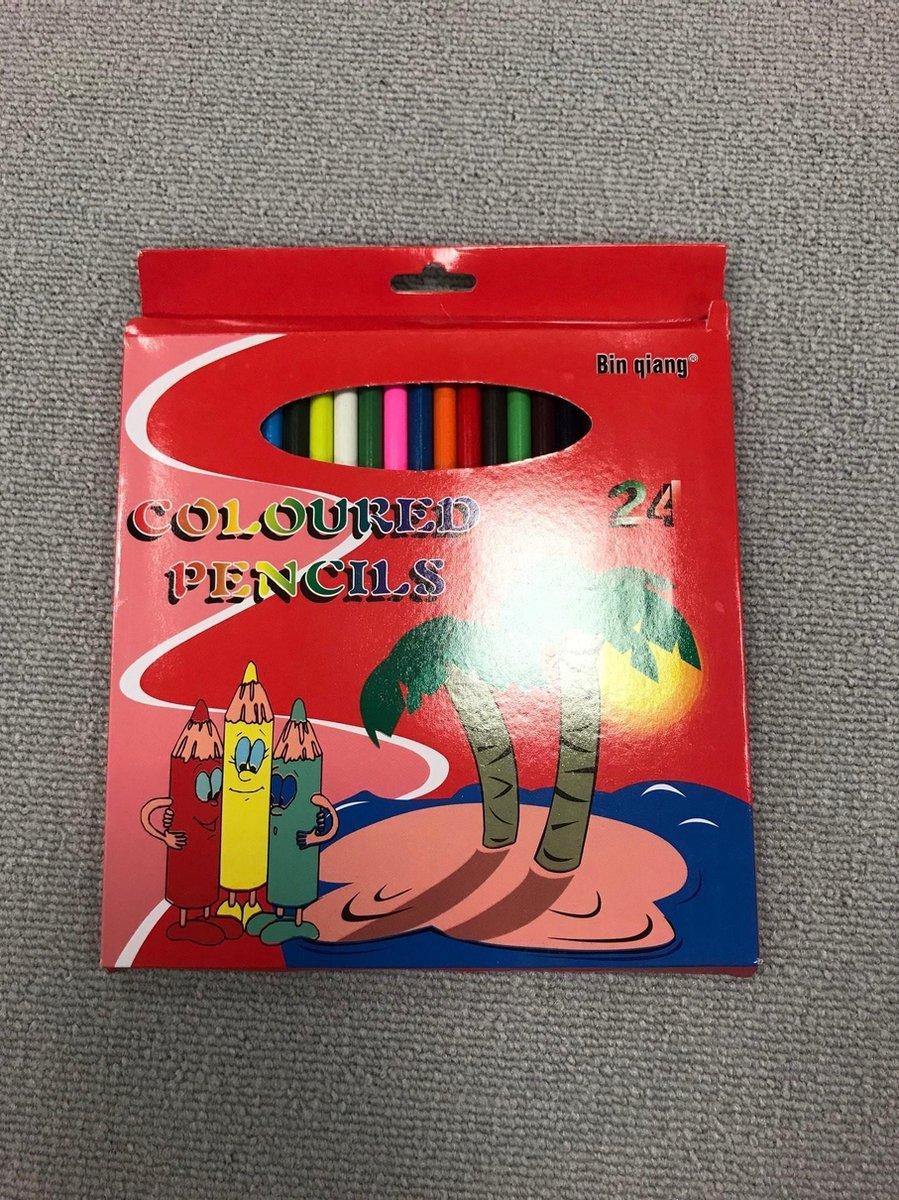 Bin qiang®
24
COLOURED
PENCILS